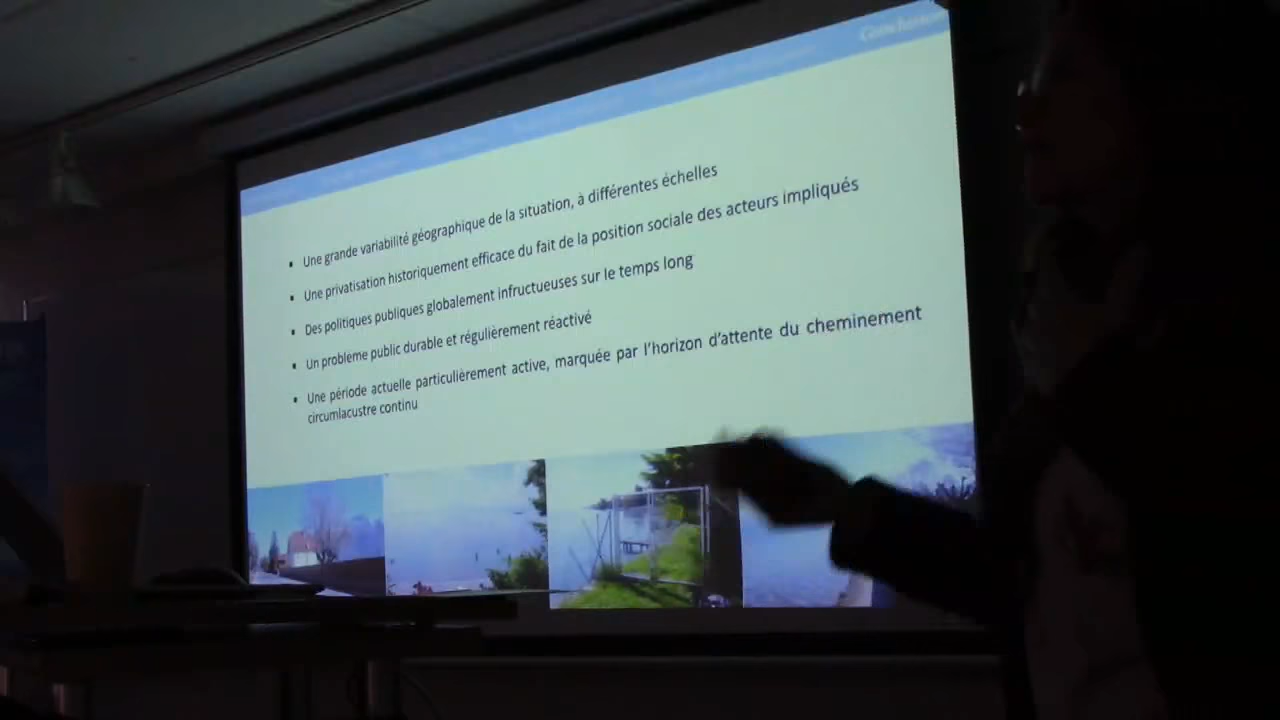 Conclusion
▪ Une grande variabilité géographique de la situation, à différentes échelles
▪ Une privatisation historiquement efficace du fait de la position sociale des acteurs impliqués
▪ Des politiques publiques globalement infructueuses sur le temps long
▪ Un problème public durable et régulièrement réactivé
▪ Une période actuelle particulièrement active, marquée par l'horizon d'attente du cheminement
circumlacustre continu